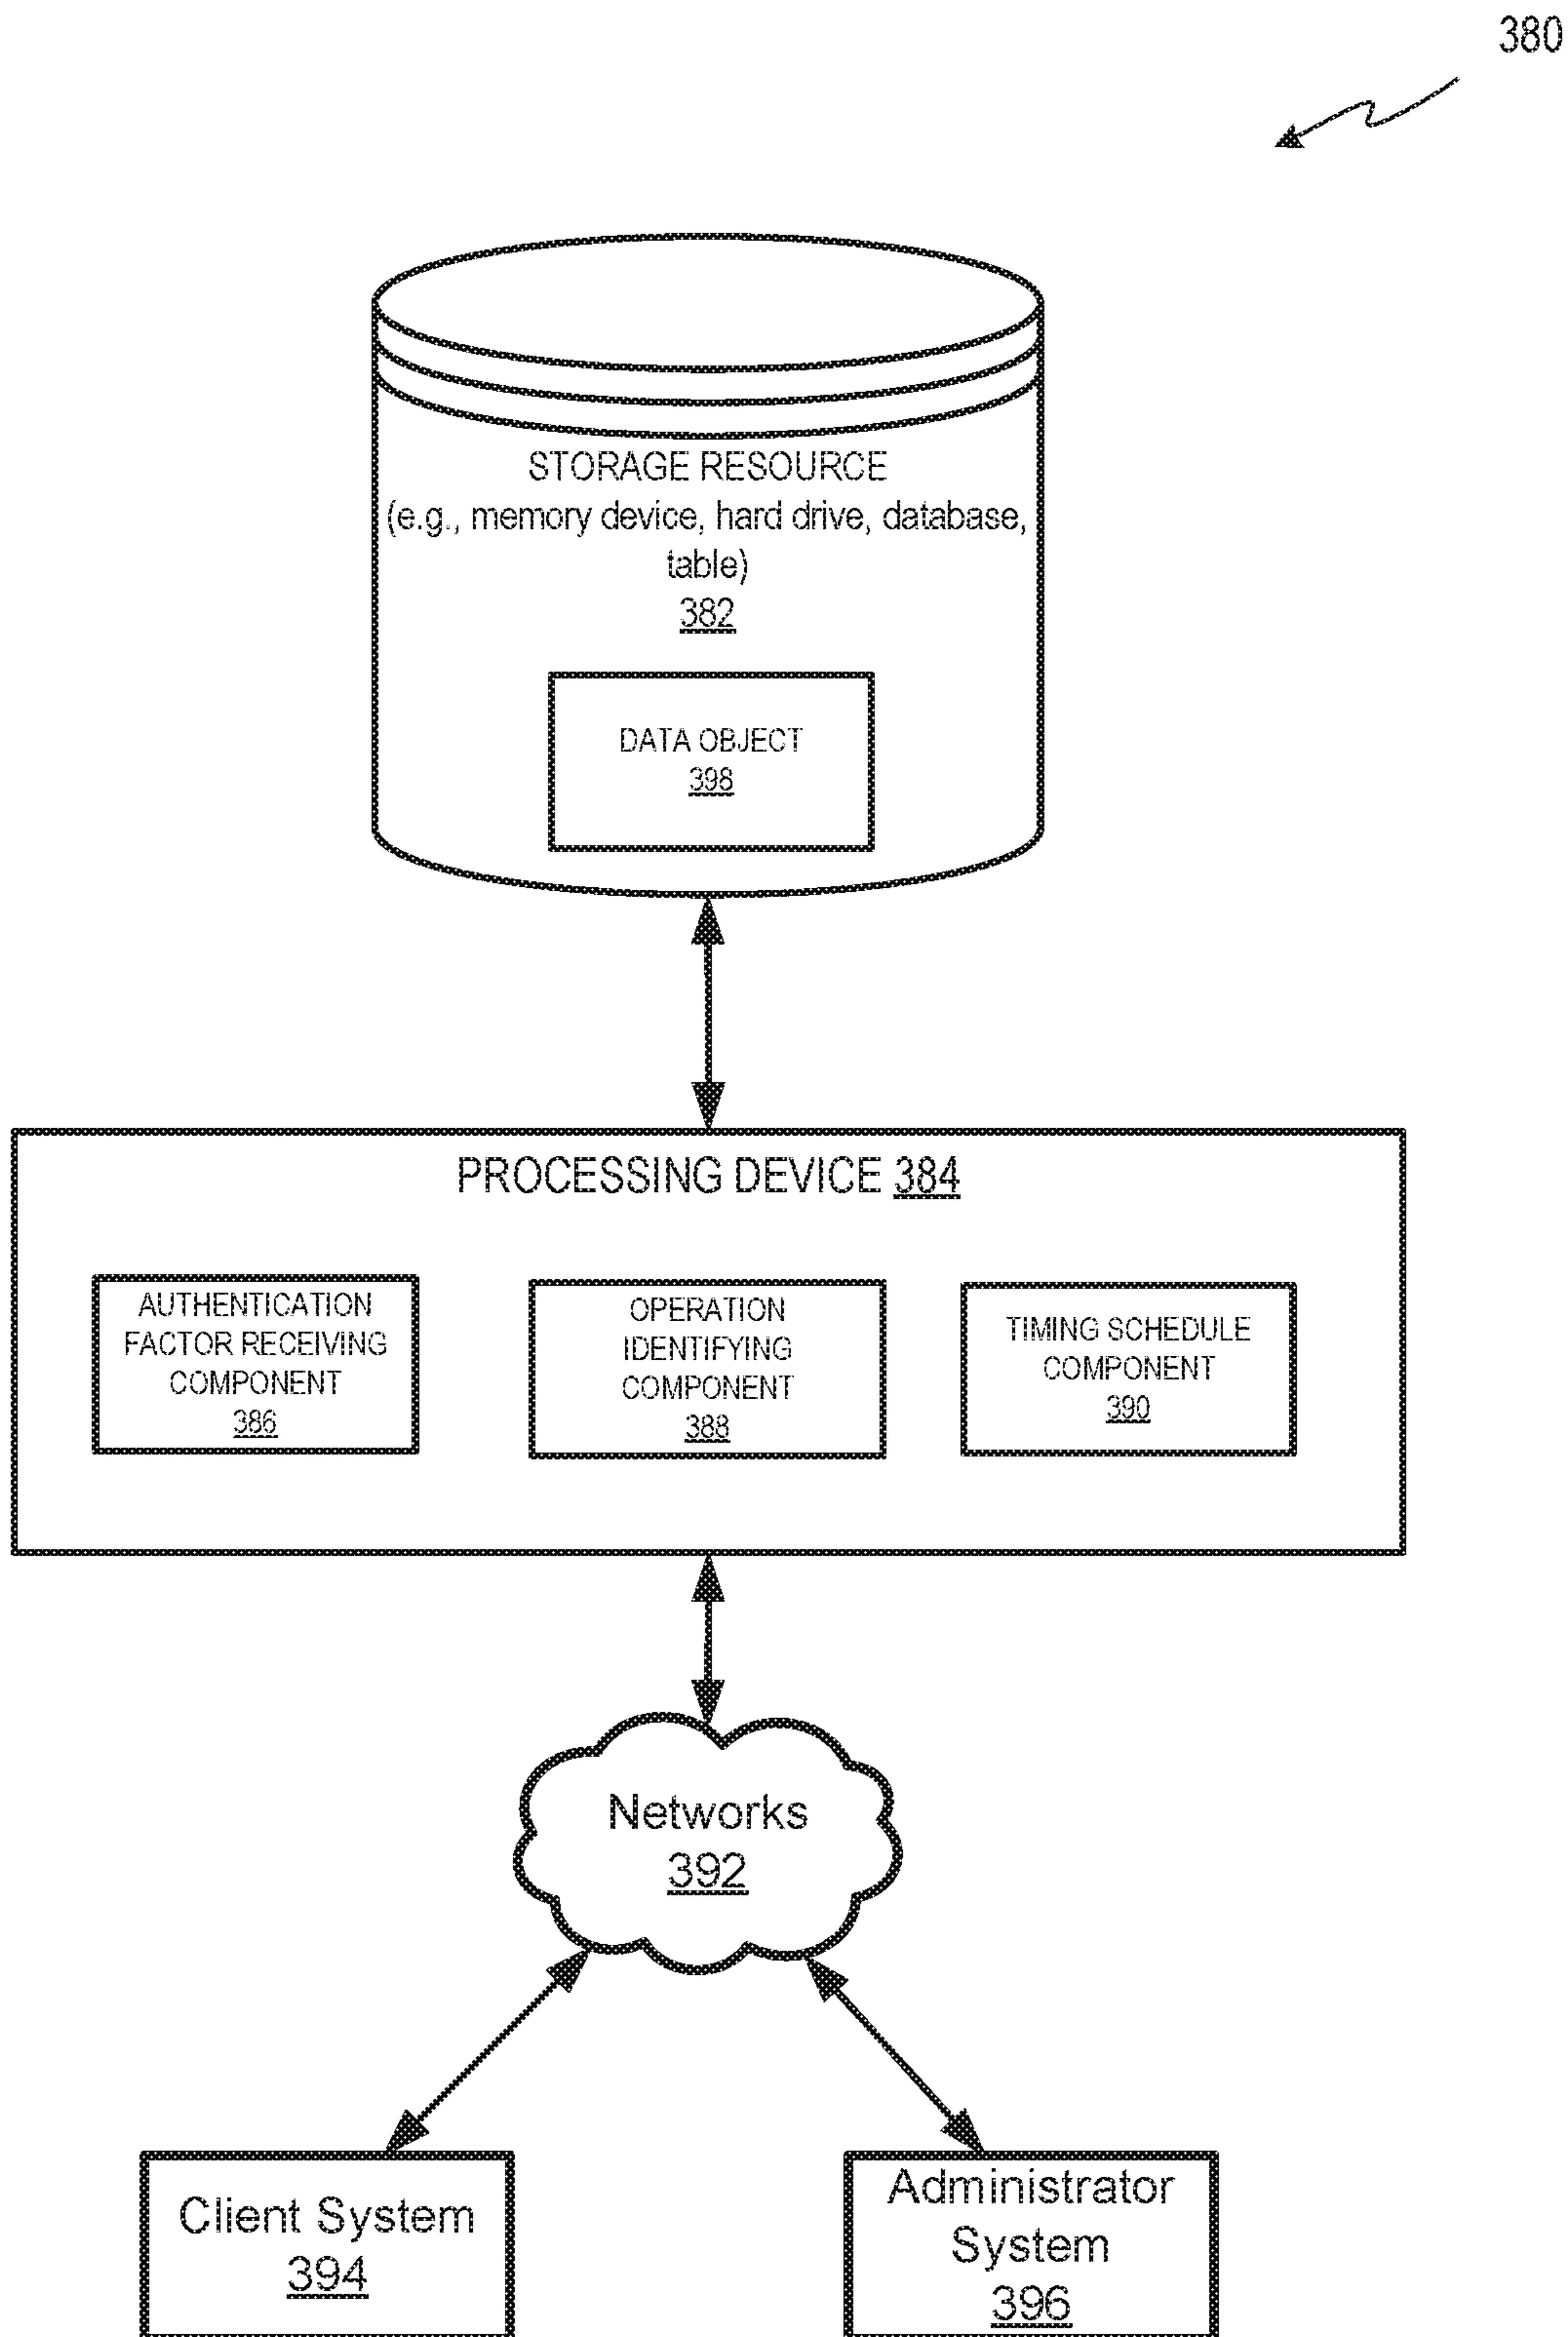 380
STORAGE RESOURCE
(e.g., memory device, hard drive, database,
table)
382
DATA OBJECT
398
PROCESSING DEVICE 384
AUTHENTICATION
FACTOR RECEIVING
COMPONENT
386
OPERATION
IDENTIFYING
COMPONENT
388
TIMING SCHEDULE
COMPONENT
390
Networks
392
Client System
394
Administrator
System
396